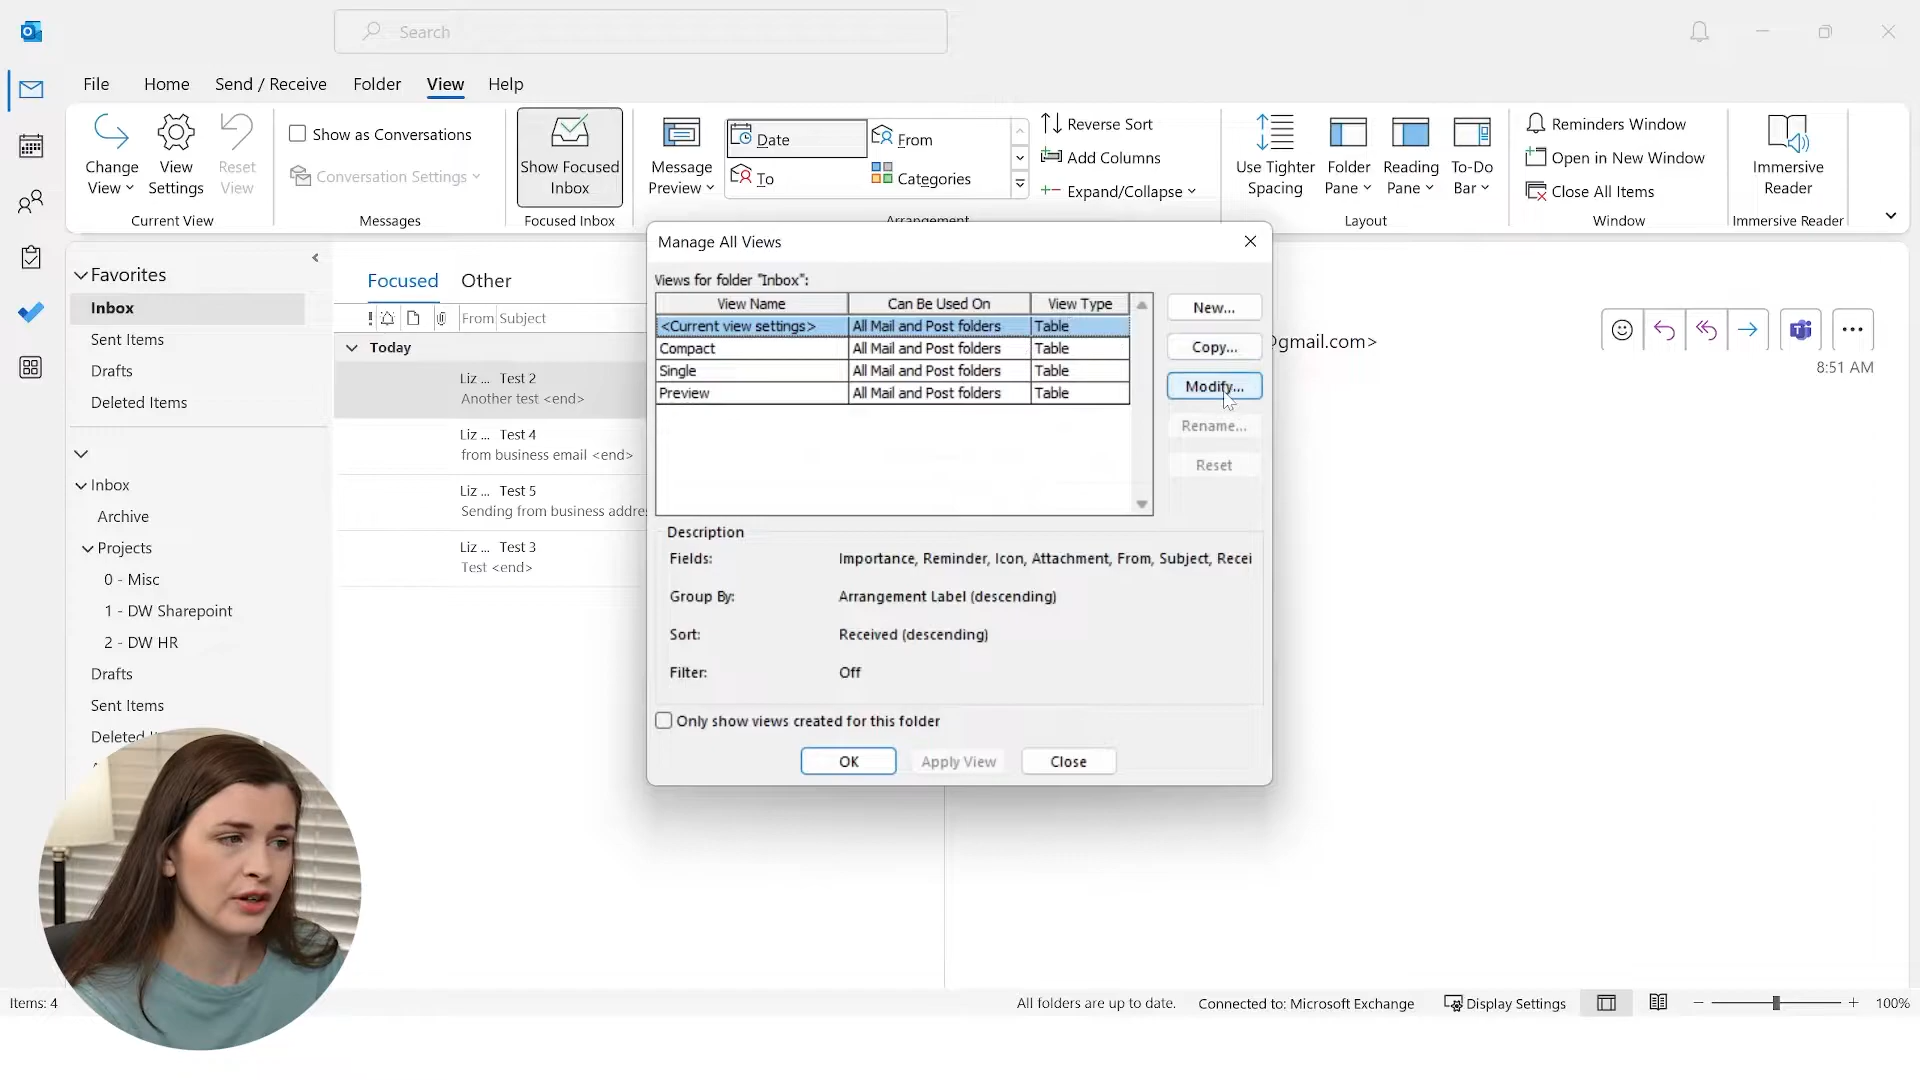 Search
File Home Send / Receive Folder View Help
Change View
View Settings
Reset View
Current View
Show as Conversations
Conversation Settings
Messages
Show Focused Inbox
Focused Inbox
Message Preview
Date
From
To
Categories
Arrangement
Reverse Sort
Add Columns
Expand/Collapse
Use Tighter Spacing
Folder Pane
Reading Pane
To-Do Bar
Layout
Reminders Window
Open in New Window
Close All Items
Window
Immersive Reader
Immersive Reader
Favorites
Inbox
Sent Items
Drafts
Deleted Items
Inbox
Archive
Projects
0 - Misc
1 - DW Sharepoint
2 - DW HR
Drafts
Sent Items
Deleted
Focused Other
From Subject
Today
Liz ... Test 2
Another test <end>
Liz ... Test 4
from business email <end>
Liz ... Test 5
Sending from business addre
Liz ... Test 3
Test <end>
Manage All Views
Views for folder "Inbox":
View Name Can Be Used On View Type
<Current view settings> All Mail and Post folders Table
Compact All Mail and Post folders Table
Single All Mail and Post folders Table
Preview All Mail and Post folders Table
New...
Copy...
Modify...
Rename...
Reset
Description
Fields: Importance, Reminder, Icon, Attachment, From, Subject, Recei
Group By: Arrangement Label (descending)
Sort: Received (descending)
Filter: Off
Only show views created for this folder
OK Apply View Close
@gmail.com>
8:51 AM
Items: 4
All folders are up to date. Connected to: Microsoft Exchange Display Settings 100%